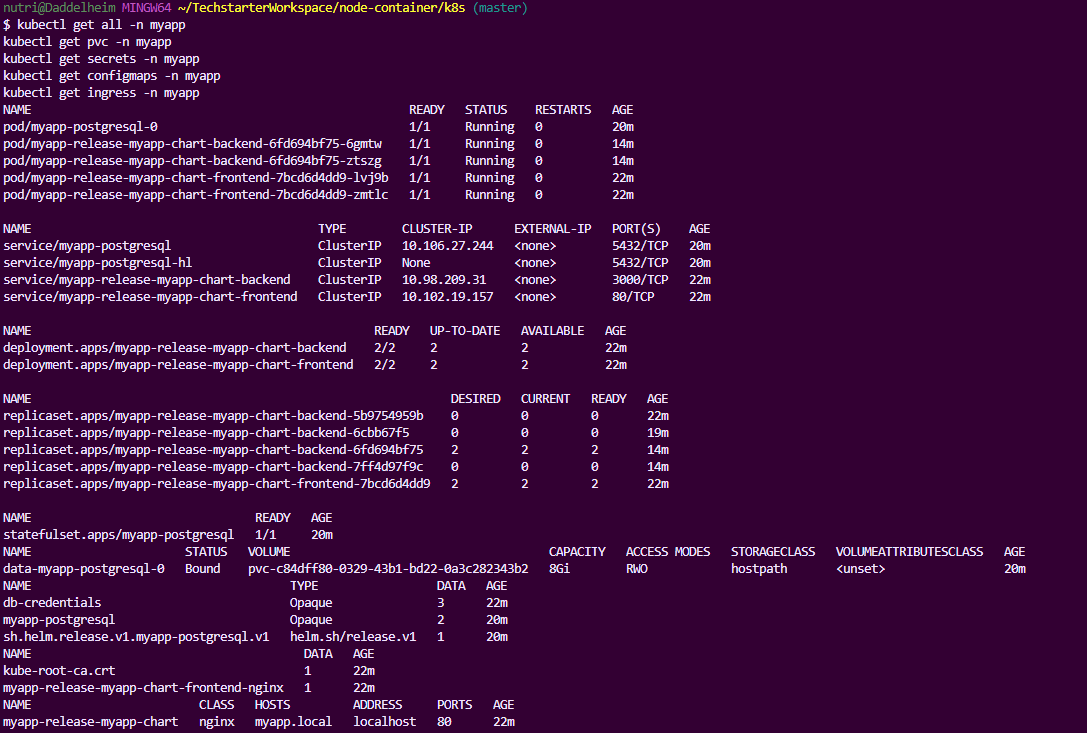 nutri@Daddelheim MINGW64 ~/TechstarterWorkspace/node-container/k8s (master)
$ kubectl get all -n myapp
kubectl get pvc -n myapp
kubectl get secrets -n myapp
kubectl get configmaps -n myapp
kubectl get ingress -n myapp
NAME READY STATUS RESTARTS AGE
pod/myapp-postgresql-0 1/1 Running 0 20m
pod/myapp-release-myapp-chart-backend-6fd694bf75-6gmtw 1/1 Running 0 14m
pod/myapp-release-myapp-chart-backend-6fd694bf75-ztszg 1/1 Running 0 14m
pod/myapp-release-myapp-chart-frontend-7bcd6d4dd9-lvj9b 1/1 Running 0 22m
pod/myapp-release-myapp-chart-frontend-7bcd6d4dd9-zmtlc 1/1 Running 0 22m
NAME TYPE CLUSTER-IP EXTERNAL-IP PORT(S) AGE
service/myapp-postgresql ClusterIP 10.106.27.244 <none> 5432/TCP 20m
service/myapp-postgresql-hl ClusterIP None <none> 5432/TCP 20m
service/myapp-release-myapp-chart-backend ClusterIP 10.98.209.31 <none> 3000/TCP 22m
service/myapp-release-myapp-chart-frontend ClusterIP 10.102.19.157 <none> 80/TCP 22m
NAME READY UP-TO-DATE AVAILABLE AGE
deployment.apps/myapp-release-myapp-chart-backend 2/2 2 2 22m
deployment.apps/myapp-release-myapp-chart-frontend 2/2 2 2 22m
NAME DESIRED CURRENT READY AGE
replicaset.apps/myapp-release-myapp-chart-backend-5b9754959b 0 0 0 22m
replicaset.apps/myapp-release-myapp-chart-backend-6cbb67f5 0 0 0 19m
replicaset.apps/myapp-release-myapp-chart-backend-6fd694bf75 2 2 2 14m
replicaset.apps/myapp-release-myapp-chart-backend-7ff4d97f9c 0 0 0 14m
replicaset.apps/myapp-release-myapp-chart-frontend-7bcd6d4dd9 2 2 2 22m
NAME READY AGE
statefulset.apps/myapp-postgresql 1/1 20m
NAME STATUS VOLUME CAPACITY ACCESS MODES STORAGECLASS VOLUMEATTRIBUTESCLASS AGE
data-myapp-postgresql-0 Bound pvc-c84dff80-0329-43b1-bd22-0a3c282343b2 8Gi RWO hostpath <unset> 20m
NAME TYPE DATA AGE
db-credentials Opaque 3 22m
myapp-postgresql Opaque 2 20m
sh.helm.release.v1.myapp-postgresql.v1 helm.sh/release.v1 1 20m
NAME DATA AGE
kube-root-ca.crt 1 22m
myapp-release-myapp-chart-frontend-nginx 1 22m
NAME CLASS HOSTS ADDRESS PORTS AGE
myapp-release-myapp-chart nginx myapp.local localhost 80 22m